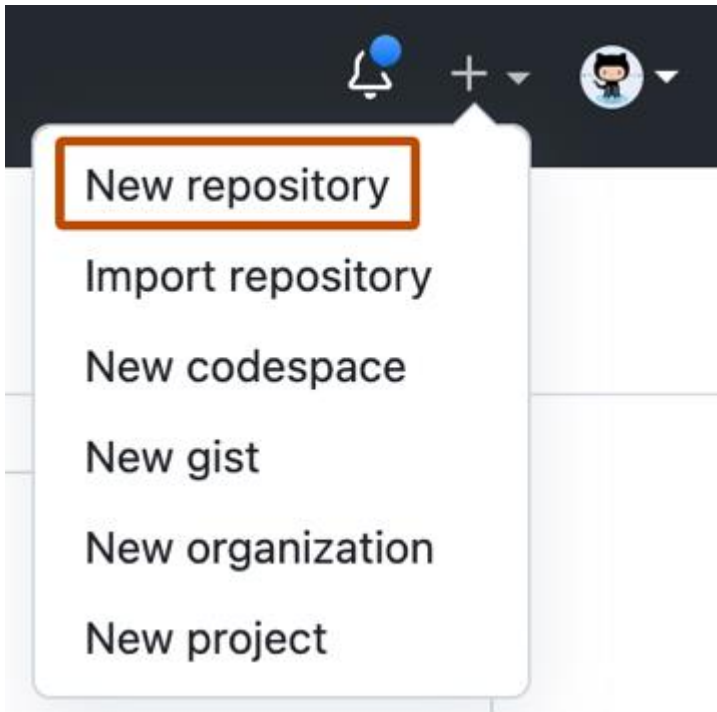 New repository
Import repository
New codespace
New gist
New organization
New project